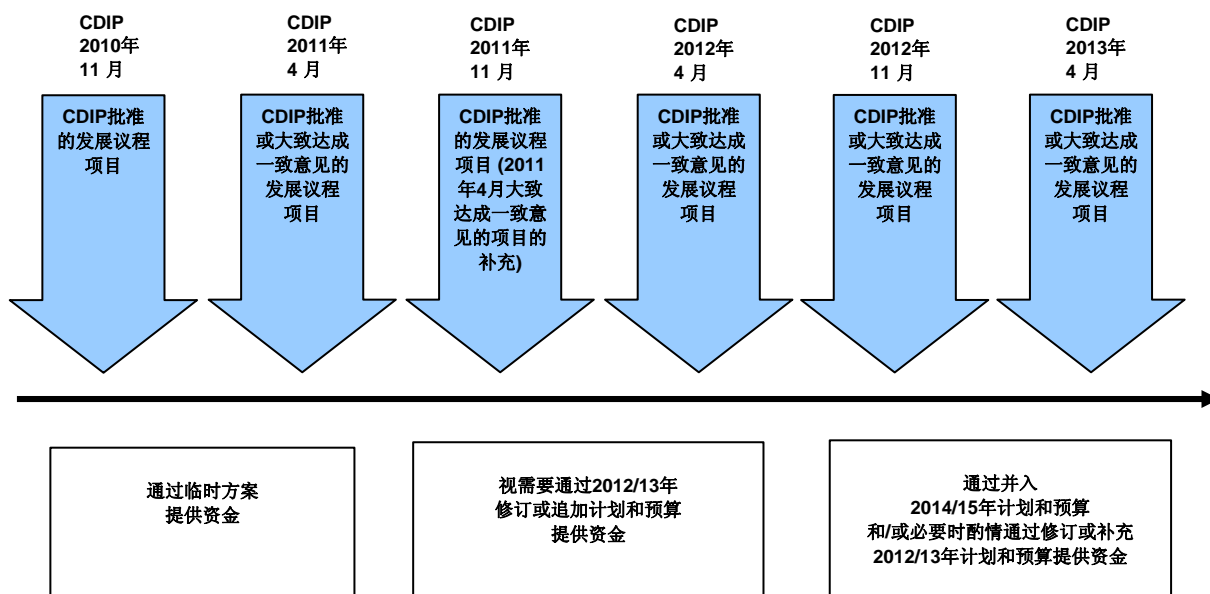 CDIP
2010年
11 月
CDIP
2011年
4 月
CDIP
2011年
11 月
CDIP
2012年
4 月
CDIP
2012年
11 月
CDIP
2013年
4 月
CDIP批准
的发展议程
项目
CDIP批准
或大致达成
一致意见的
发展议程
项目
CDIP批准
的发展议程
项目 (2011
年4月大致
达成一致意
见的项目的
补充)
CDIP批准
或大致达成
一致意见的
发展议程
项目
CDIP批准
或大致达成
一致意见的
发展议程
项目
CDIP批准
或大致达成
一致意见的
发展议程
项目
通过临时方案
提供资金
视需要通过2012/13年
修订或追加计划和预算
提供资金
通过并入
2014/15年计划和预算
和/或必要时酌情通过修订或补充
2012/13年计划和预算提供资金